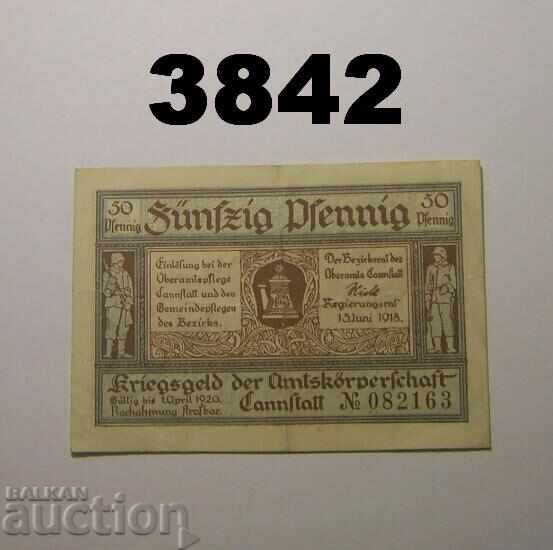 3842
50 Fünfzig Pfennig 50
Pfennig Pfennig
Einlösung bei der
Oberamtspflege
Cannstatt und den
Gemeindepflegen
des Bezirks.
Der Bezirksrat des
Oberamts Cannstatt
Regierungsrat
15.Juni 1918.
Kriegsgeld der Amtskörperschaft
Gültig bis 1.April 1920.
Nachahmung strafbar.
Cannstatt № 082163
BALKAN
auction